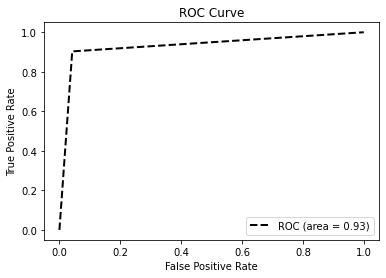 ROC Curve
1.0
0.8
0.6
0.4
0.2
0.0
True Positive Rate
ROC (area = 0.93)
0.0 0.2 0.4 0.6 0.8 1.0
False Positive Rate